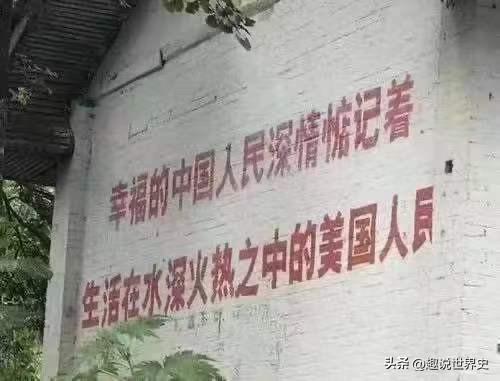 幸福的中国人民深情惦记着
生活在水深火热之中的美国人民
头条 @趣说世界史